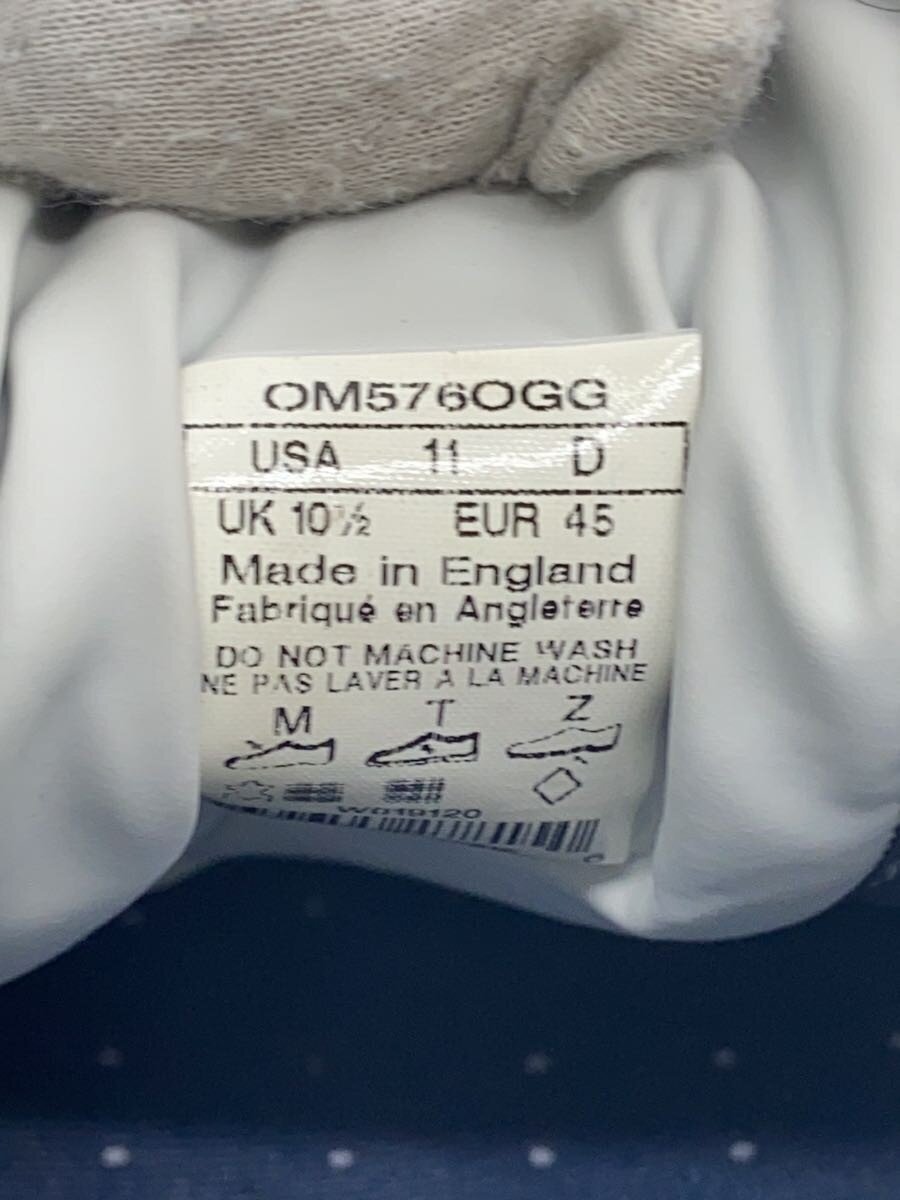 OM576OGG
USA 11 D
UK 10½ EUR 45
Made in England
Fabriqué en Angleterre
DO NOT MACHINE WASH
NE PAS LAVER A LA MACHINE
M T Z